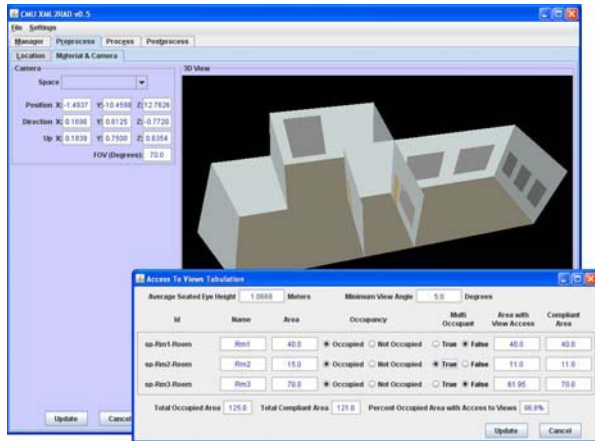 CMU XML2RAD v0.5
File Settings
Manager Preprocess Process Postprocess
Location Material & Camera
Camera
3D View
Space
Position X: -1.4937 Y: -10.4598 Z: 12.7626
Direction X: 0.1696 Y: 0.6125 Z: -0.7720
Up X: 0.1839 Y: 0.7500 Z: 0.6354
FOV (Degrees): 70.0
Update Cancel
Access To Views Tabulation
Average Seated Eye Height 1.0668 Meters Minimum View Angle 5.0 Degrees
Id Name Area Occupancy Multi Occupant Area with View Access Compliant Area
sp-Rm1-Room Rm1 40.0 Occupied Not Occupied True False 40.0 40.0
sp-Rm2-Room Rm2 15.0 Occupied Not Occupied True False 11.0 11.0
sp-Rm3-Room Rm3 70.0 Occupied Not Occupied True False 61.95 70.0
Total Occupied Area 125.0 Total Compliant Area 121.0 Percent Occupied Area with Access to Views 96.8%
Update Cancel